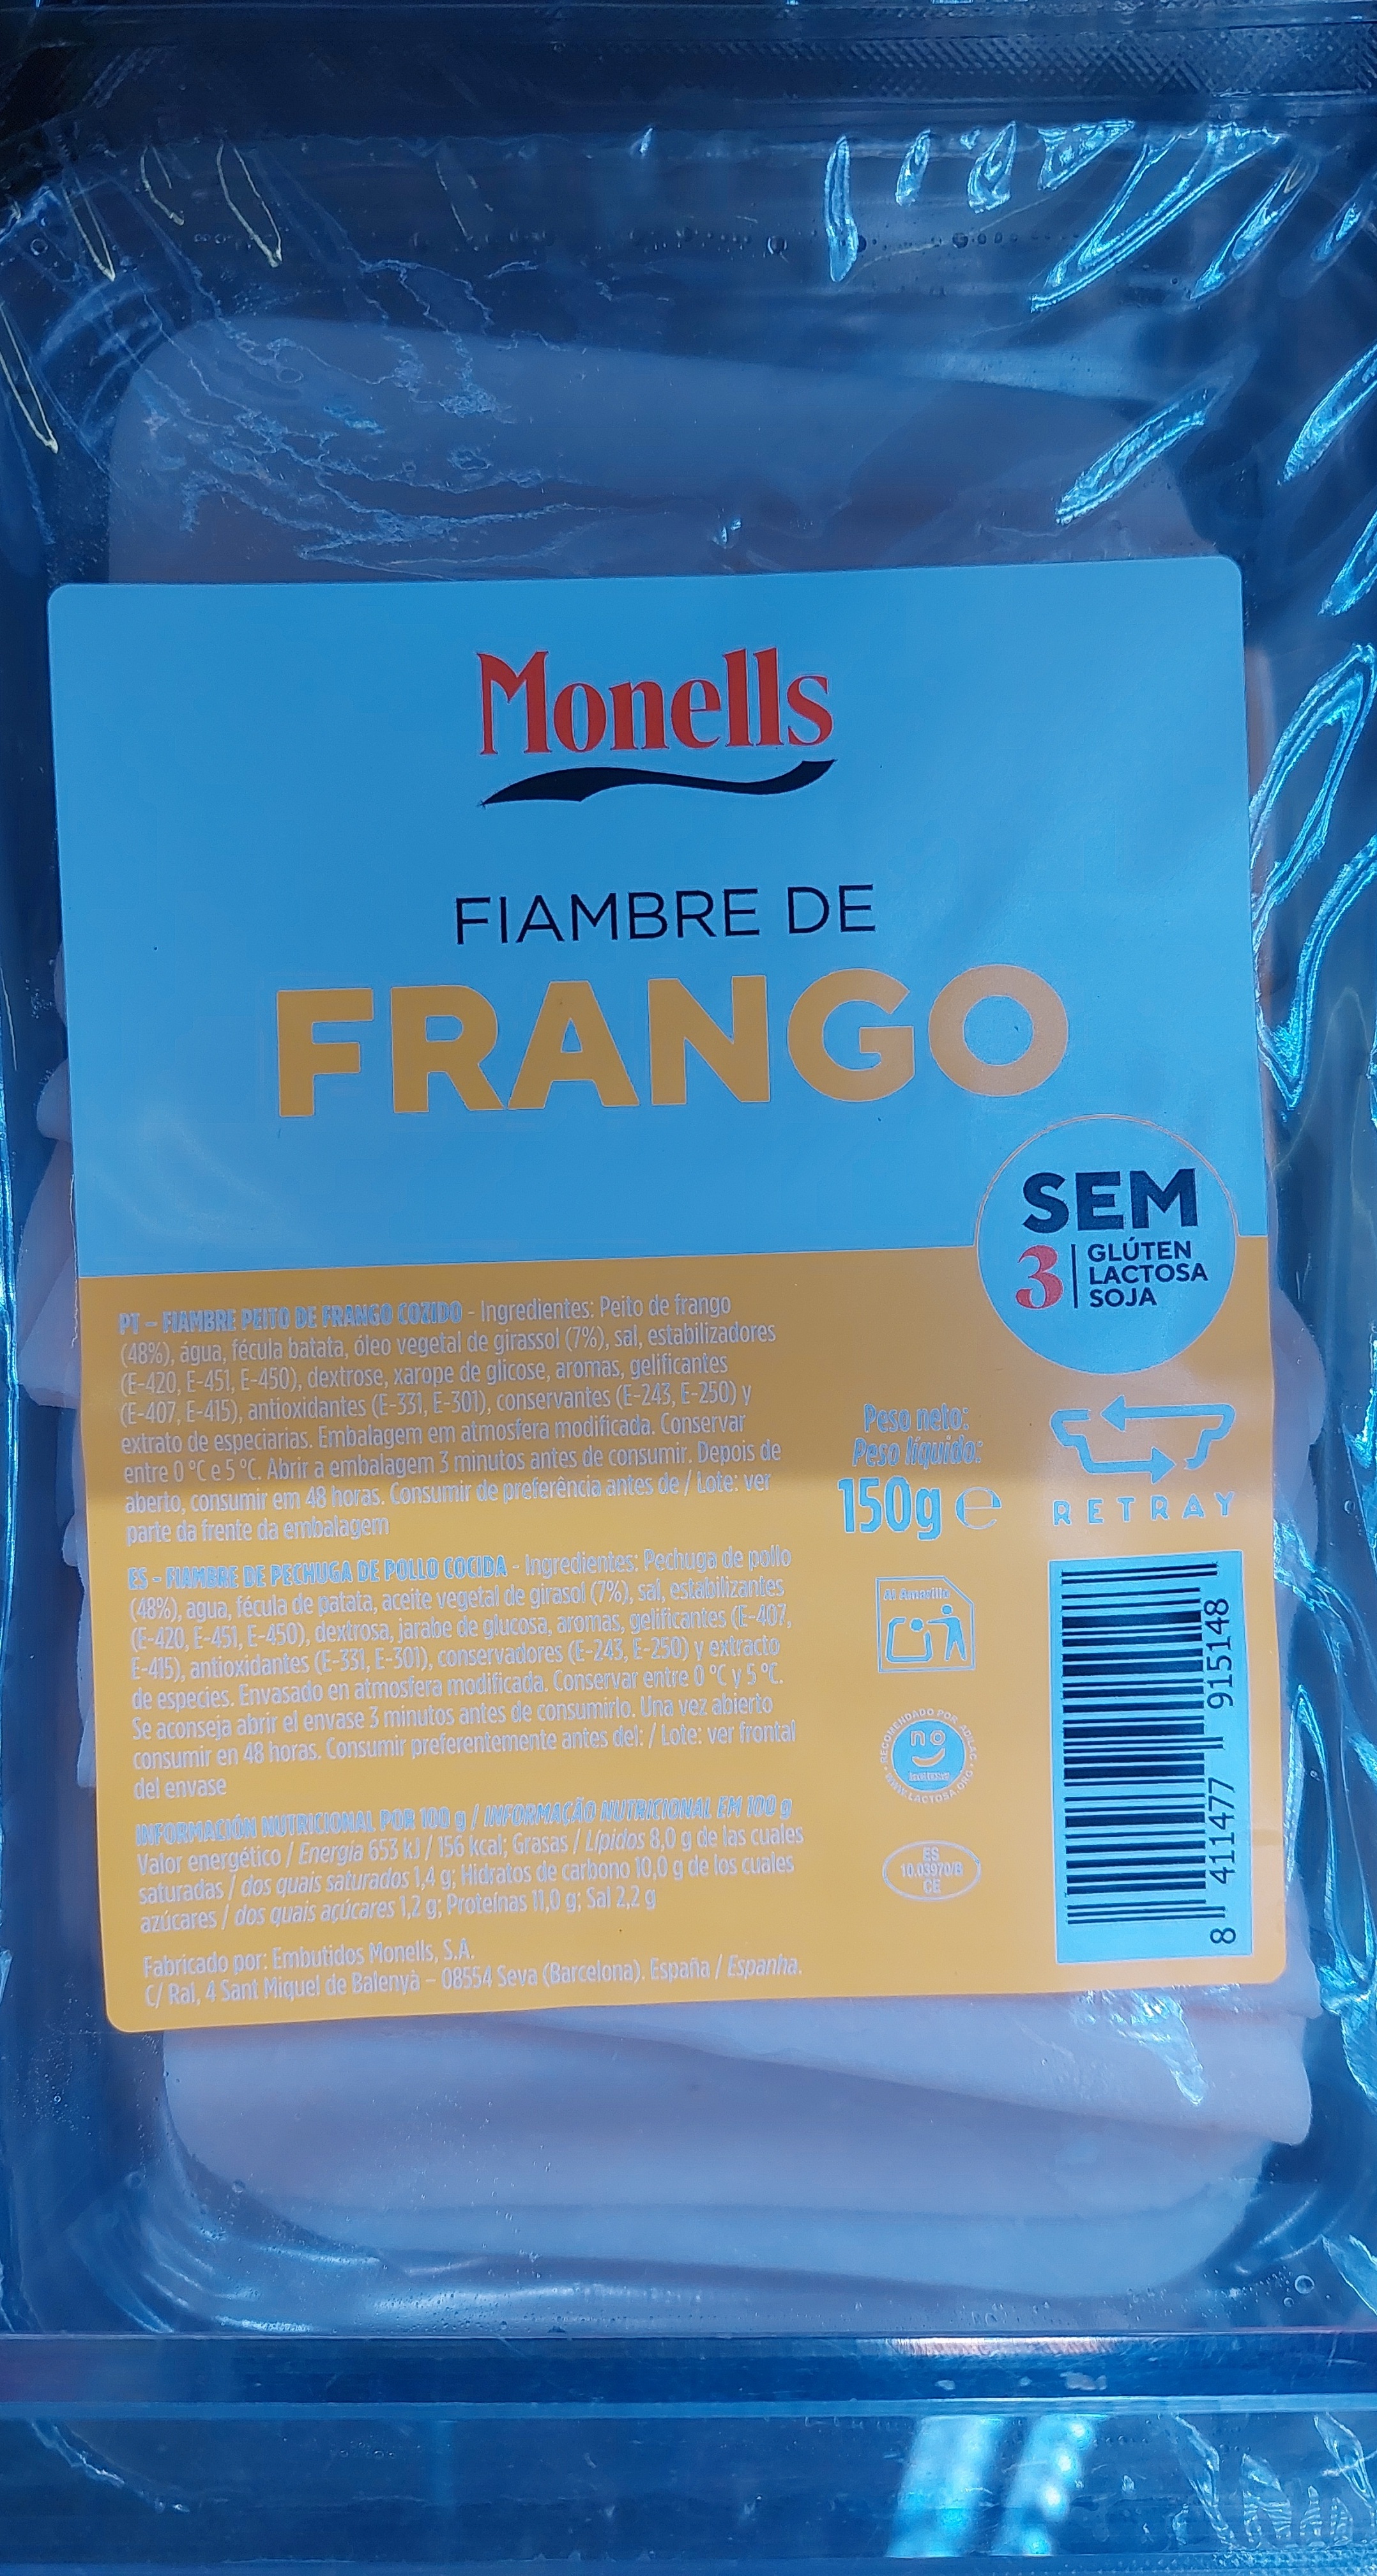 Monells
FIAMBRE DE
FRANGO
SEM
3
GLÚTEN
LACTOSA
SOJA
PT – FIAMBRE PEITO DE FRANGO COZIDO - Ingredientes: Peito de frango
(48%), água, fécula batata, óleo vegetal de girassol (7%), sal, estabilizadores
(E-420, E-451, E-450), dextrose, xarope de glicose, aromas, gelificantes
(E-407, E-415), antioxidantes (E-331, E-301), conservantes (E-243, E-250) y
extrato de especiarias. Embalagem em atmosfera modificada. Conservar
entre 0 °C e 5 °C. Abrir a embalagem 3 minutos antes de consumir. Depois de
aberto, consumir em 48 horas. Consumir de preferência antes de / Lote: ver
parte da frente da embalagem
ES - FIAMBRE DE PECHUGA DE POLLO COCIDA - Ingredientes: Pechuga de pollo
(48%), agua, fécula de patata, aceite vegetal de girasol (7%), sal, estabilizantes
(E-420, E-451, E-450), dextrosa, jarabe de glucosa, aromas, gelificantes (E-407,
E-415), antioxidantes (E-331, E-301), conservadores (E-243, E-250) y extracto
de especies. Envasado en atmosfera modificada. Conservar entre 0 °C y 5 °C.
Se aconseja abrir el envase 3 minutos antes de consumirlo. Una vez abierto
consumir en 48 horas. Consumir preferentemente antes del: / Lote: ver frontal
del envase
INFORMACIÓN NUTRICIONAL POR 100 g / INFORMAÇÃO NUTRICIONAL EM 100 g
Valor energético / Energía 653 kJ / 156 kcal; Grasas / Lípidos 8,0 g de las cuales
saturadas / dos quais saturados 1,4 g; Hidratos de carbono 10,0 g de los cuales
azúcares / dos quais açúcares 1,2 g; Proteínas 11,0 g; Sal 2,2 g
Fabricado por: Embutidos Monells, S.A.
C/ Ral, 4 Sant Miquel de Balenyà – 08554 Seva (Barcelona). España / Espanha.
Peso neto:
Peso líquido:
150g e
RETRAY
Al Amarillo
RECOMENDADO POR ADILAC
no
WWW.LACTOSA.ORG
ES
10.03970/B
CE
8 411477 915148